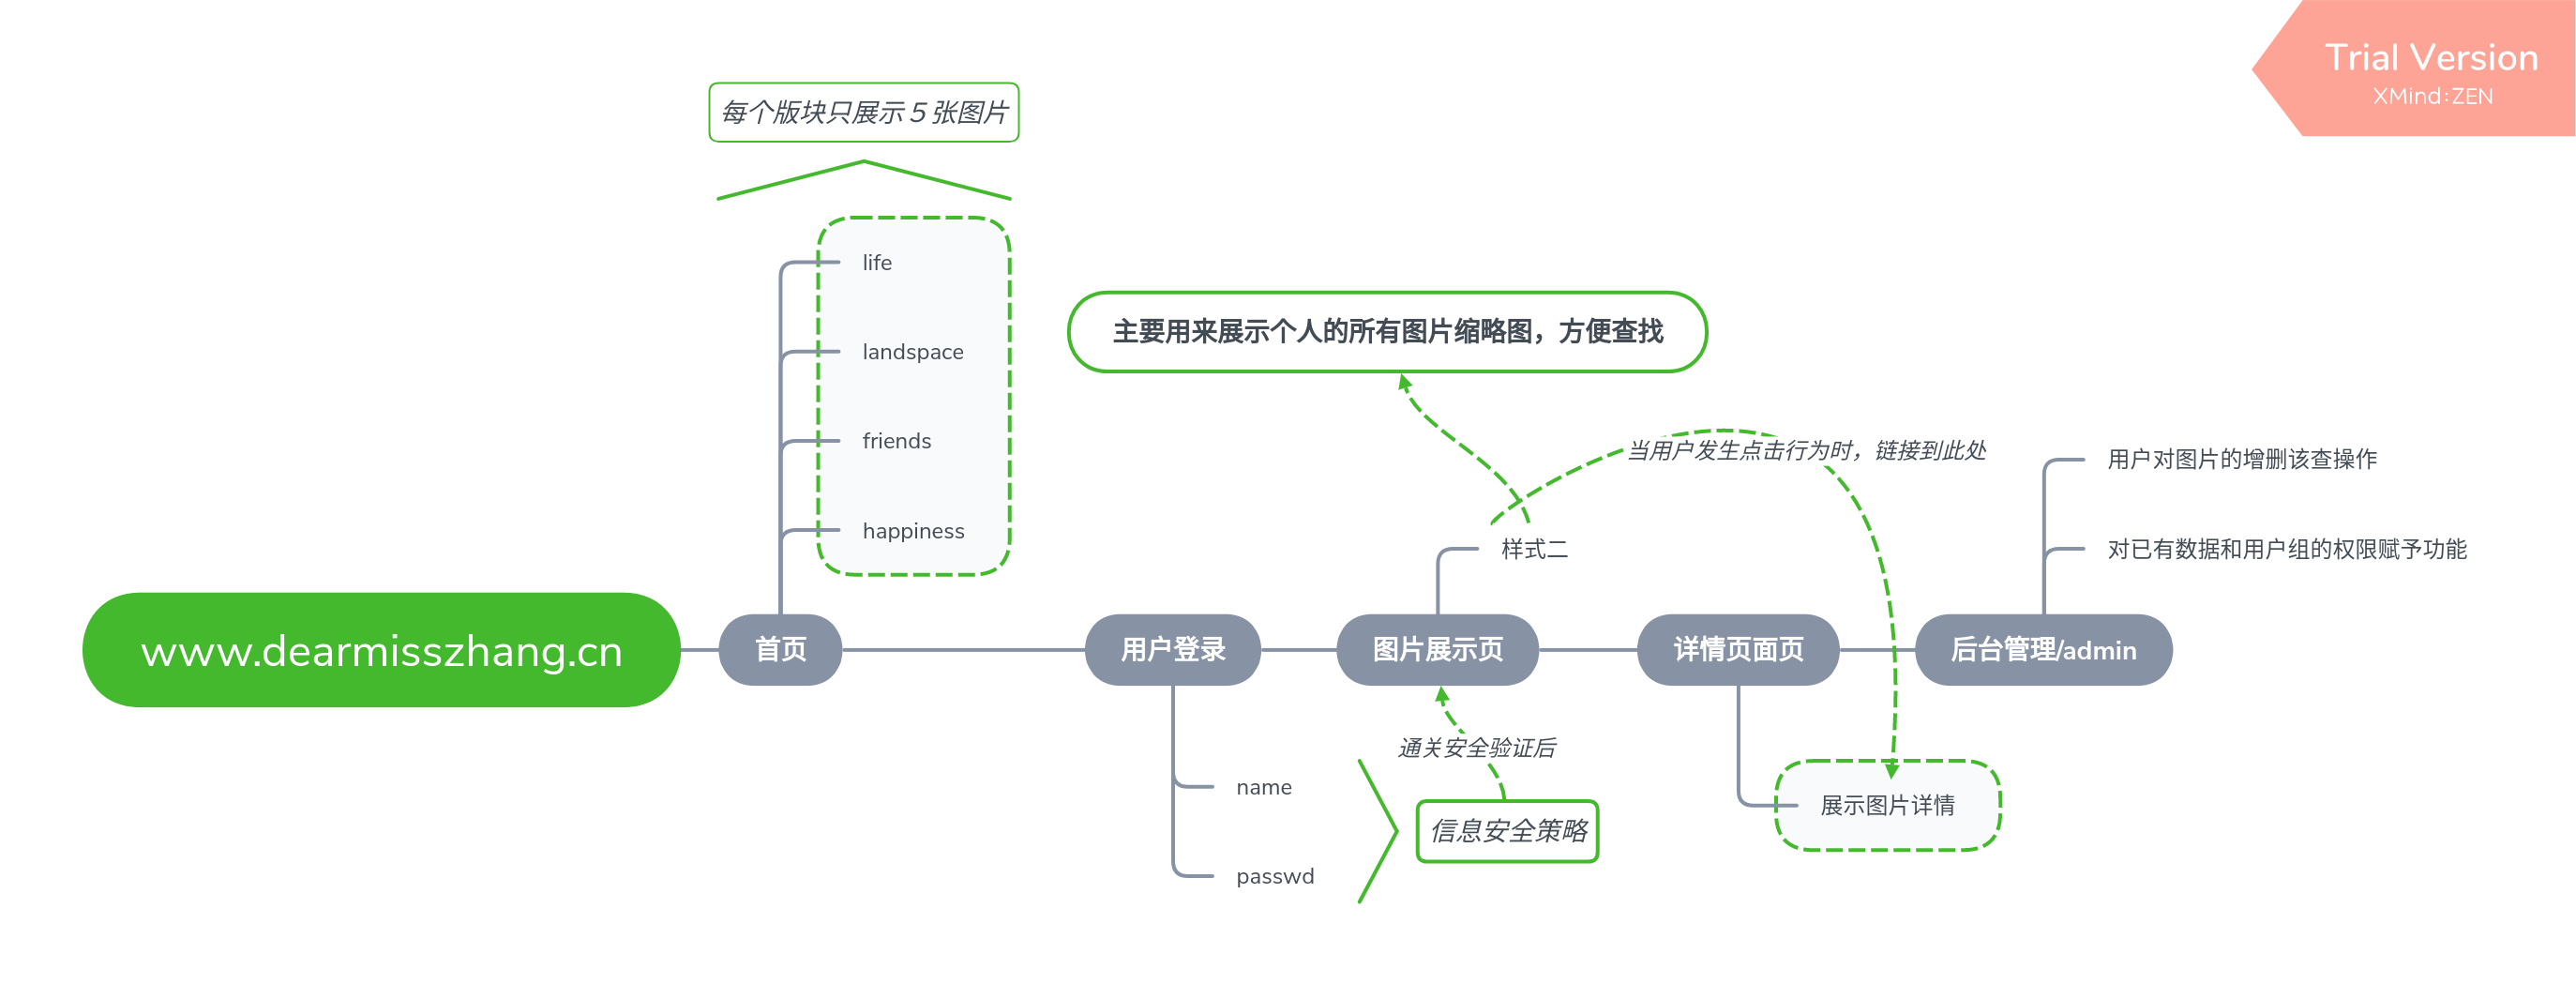 Trial Version
XMind:ZEN
每个版块只展示 5 张图片
life
landspace
friends
happiness
主要用来展示个人的所有图片缩略图，方便查找
当用户发生点击行为时，链接到此处
用户对图片的增删该查操作
样式二
对已有数据和用户组的权限赋予功能
www.dearmisszhang.cn
首页
用户登录
图片展示页
详情页面页
后台管理/admin
通关安全验证后
name
信息安全策略
passwd
展示图片详情